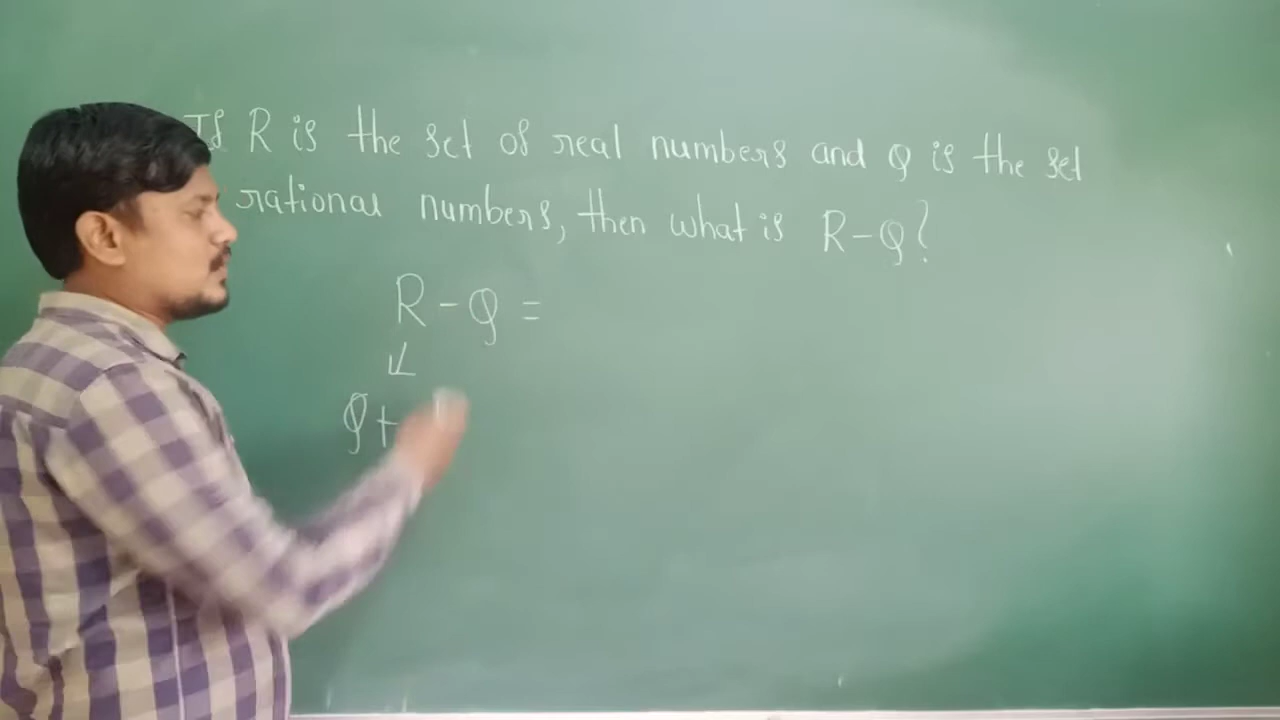 If R is the set of real numbers and Q is the set
rational numbers, then what is R-Q?
R-Q =
Q+